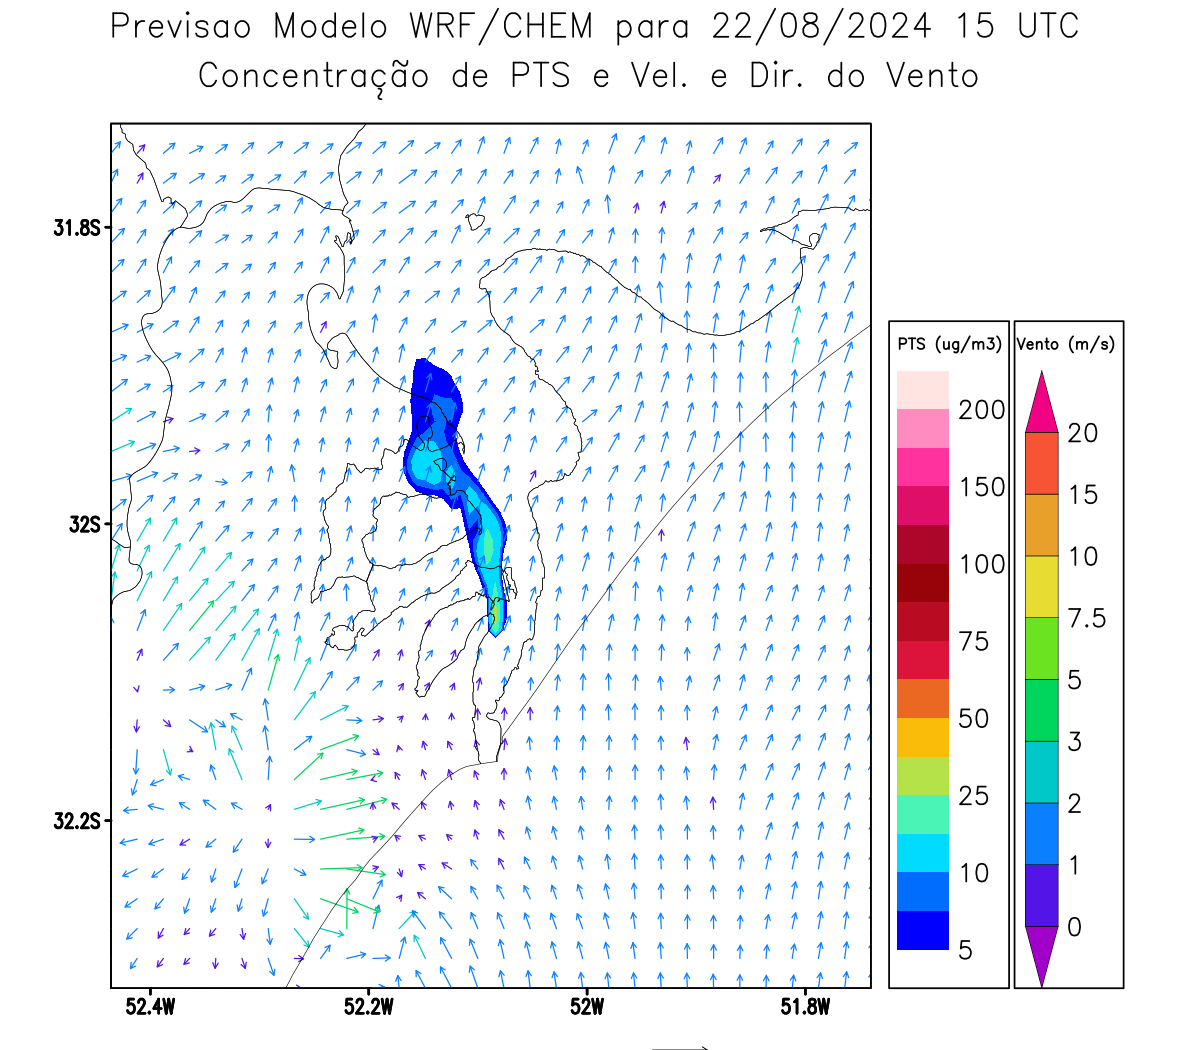 Previsao Modelo WRF/CHEM para 22/08/2024 15 UTC
Concentração de PTS e Vel. e Dir. do Vento
31.8S
32S
32.2S
52.4W 52.2W 52W 51.8W
PTS (ug/m3)
200
150
100
75
50
25
10
5
Vento (m/s)
20
15
10
7.5
5
3
2
1
0